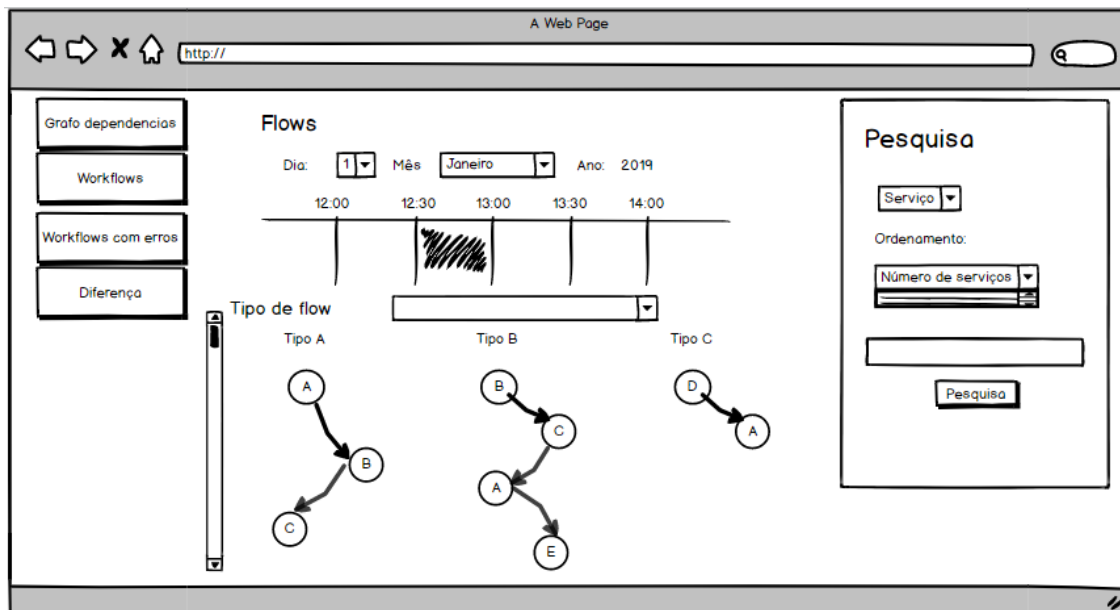 A Web Page
http://
Grafo dependencias
Workflows
Workflows com erros
Diferença
Flows
Dia: 1 Mês Janeiro Ano: 2019
12:00 12:30 13:00 13:30 14:00
Tipo de flow
Tipo A Tipo B Tipo C
A B D
C A
B
A
C
E
Pesquisa
Serviço
Ordenamento:
Número de serviços
Pesquisa